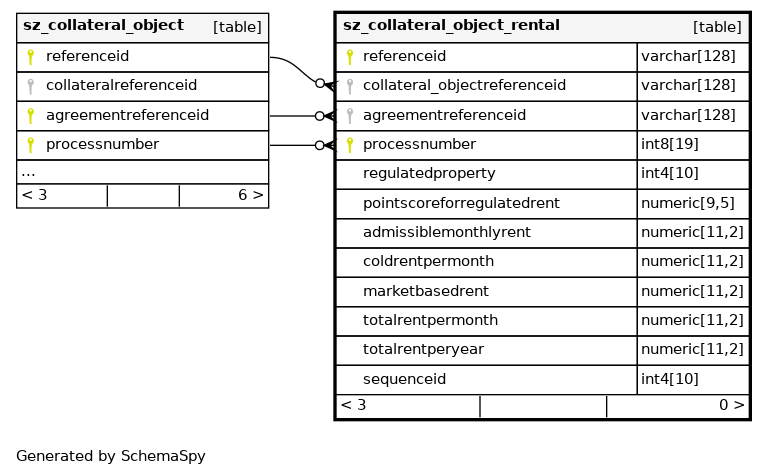 sz_collateral_object [table]
referenceid
collateralreferenceid
agreementreferenceid
processnumber
...
< 3 6 >
sz_collateral_object_rental [table]
referenceid varchar[128]
collateral_objectreferenceid varchar[128]
agreementreferenceid varchar[128]
processnumber int8[19]
regulatedproperty int4[10]
pointscoreforregulatedrent numeric[9,5]
admissiblemonthlyrent numeric[11,2]
coldrentpermonth numeric[11,2]
marketbasedrent numeric[11,2]
totalrentpermonth numeric[11,2]
totalrentperyear numeric[11,2]
sequenceid int4[10]
< 3 0 >
Generated by SchemaSpy